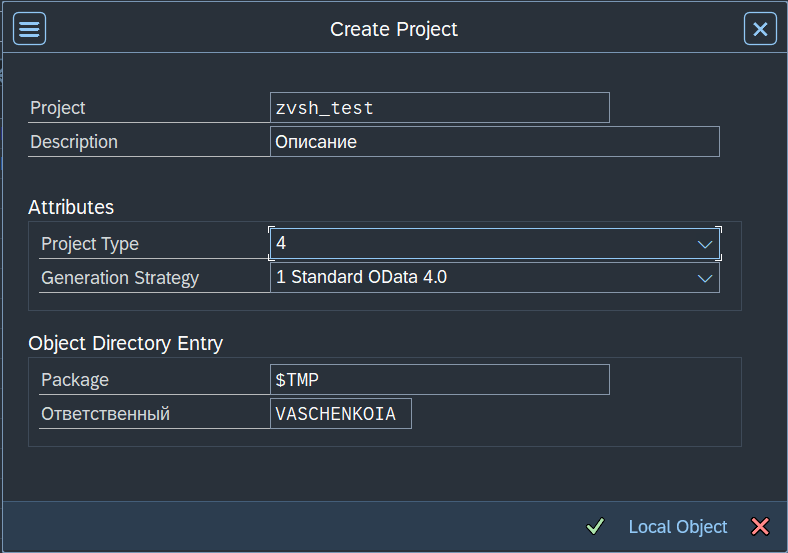 Create Project
Project zvsh_test
Description Описание
Attributes
Project Type 4
Generation Strategy 1 Standard OData 4.0
Object Directory Entry
Package $TMP
Ответственный VASCHENKOIA
Local Object